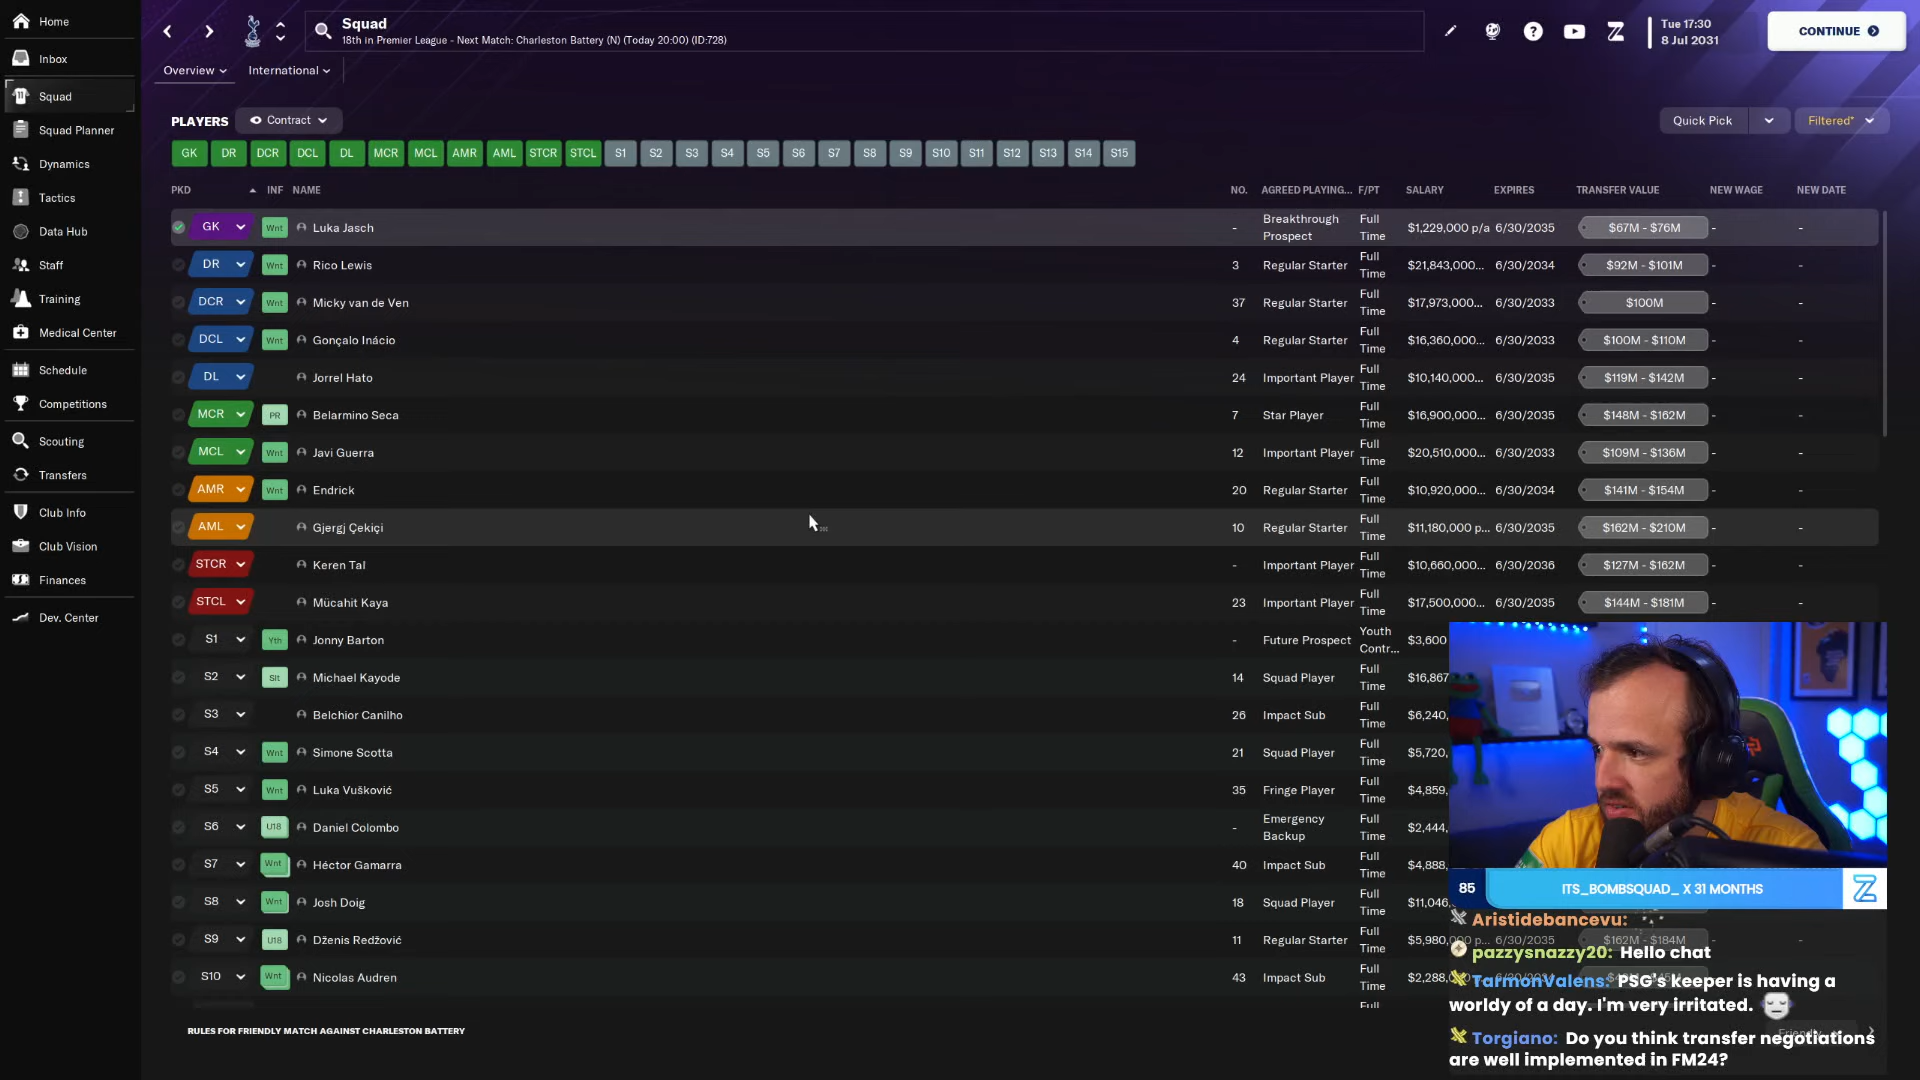 Home
Inbox
Squad
Squad Planner
Dynamics
Tactics
Data Hub
Staff
Training
Medical Center
Schedule
Competitions
Scouting
Transfers
Club Info
Club Vision
Finances
Dev. Center
Squad
18th in Premier League - Next Match: Charleston Battery (N) (Today 20:00) (ID:728)
Tue 17:30
8 Jul 2031
CONTINUE
Overview International
PLAYERS Contract
Quick Pick Filtered*
GK DR DCR DCL DL MCR MCL AMR AML STCR STCL S1 S2 S3 S4 S5 S6 S7 S8 S9 S10 S11 S12 S13 S14 S15
PKD INF NAME NO. AGREED PLAYING... F/PT SALARY EXPIRES TRANSFER VALUE NEW WAGE NEW DATE
GK Wnt Luka Jasch - Breakthrough Prospect Full Time $1,229,000 p/a 6/30/2035 $67M - $76M - -
DR Wnt Rico Lewis 3 Regular Starter Full Time $21,843,000... 6/30/2034 $92M - $101M - -
DCR Wnt Micky van de Ven 37 Regular Starter Full Time $17,973,000... 6/30/2033 $100M - -
DCL Wnt Gonçalo Inácio 4 Regular Starter Full Time $16,360,000... 6/30/2033 $100M - $110M - -
DL Jorrel Hato 24 Important Player Full Time $10,140,000... 6/30/2035 $119M - $142M - -
MCR PR Belarmino Seca 7 Star Player Full Time $16,900,000... 6/30/2035 $148M - $162M - -
MCL Wnt Javi Guerra 12 Important Player Full Time $20,510,000... 6/30/2033 $109M - $136M - -
AMR Wnt Endrick 20 Regular Starter Full Time $10,920,000... 6/30/2034 $141M - $154M - -
AML Gjergj Çekiçi 10 Regular Starter Full Time $11,180,000 p... 6/30/2035 $162M - $210M - -
STCR Keren Tal - Important Player Full Time $10,660,000... 6/30/2036 $127M - $162M - -
STCL Mücahit Kaya 23 Important Player Full Time $17,500,000... 6/30/2035 $144M - $181M - -
S1 Yth Jonny Barton - Future Prospect Youth Contr... $3,600
S2 Slt Michael Kayode 14 Squad Player Full Time $16,867
S3 Belchior Canilho 26 Impact Sub Full Time $6,240,
S4 Wnt Simone Scotta 21 Squad Player Full Time $5,720,
S5 Wnt Luka Vušković 35 Fringe Player Full Time $4,859,
S6 U18 Daniel Colombo - Emergency Backup Full Time $2,444,
S7 Wnt Héctor Gamarra 40 Impact Sub Full Time $4,888,
S8 Wnt Josh Doig 18 Squad Player Full Time $11,046,
S9 U18 Dženis Redžović 11 Regular Starter Full Time $5,980,000 p... 6/30/2035 $162M - $184M
S10 Wnt Nicolas Audren 43 Impact Sub Full Time $2,288,
Full
RULES FOR FRIENDLY MATCH AGAINST CHARLESTON BATTERY
Friendly
85 ITS_BOMBSQUAD_ X 31 MONTHS
Aristidebancevu:
pazzysnazzy20: Hello chat
TarmonValens: PSG's keeper is having a
worldy of a day. I'm very irritated.
Torgiano: Do you think transfer negotiations
are well implemented in FM24?